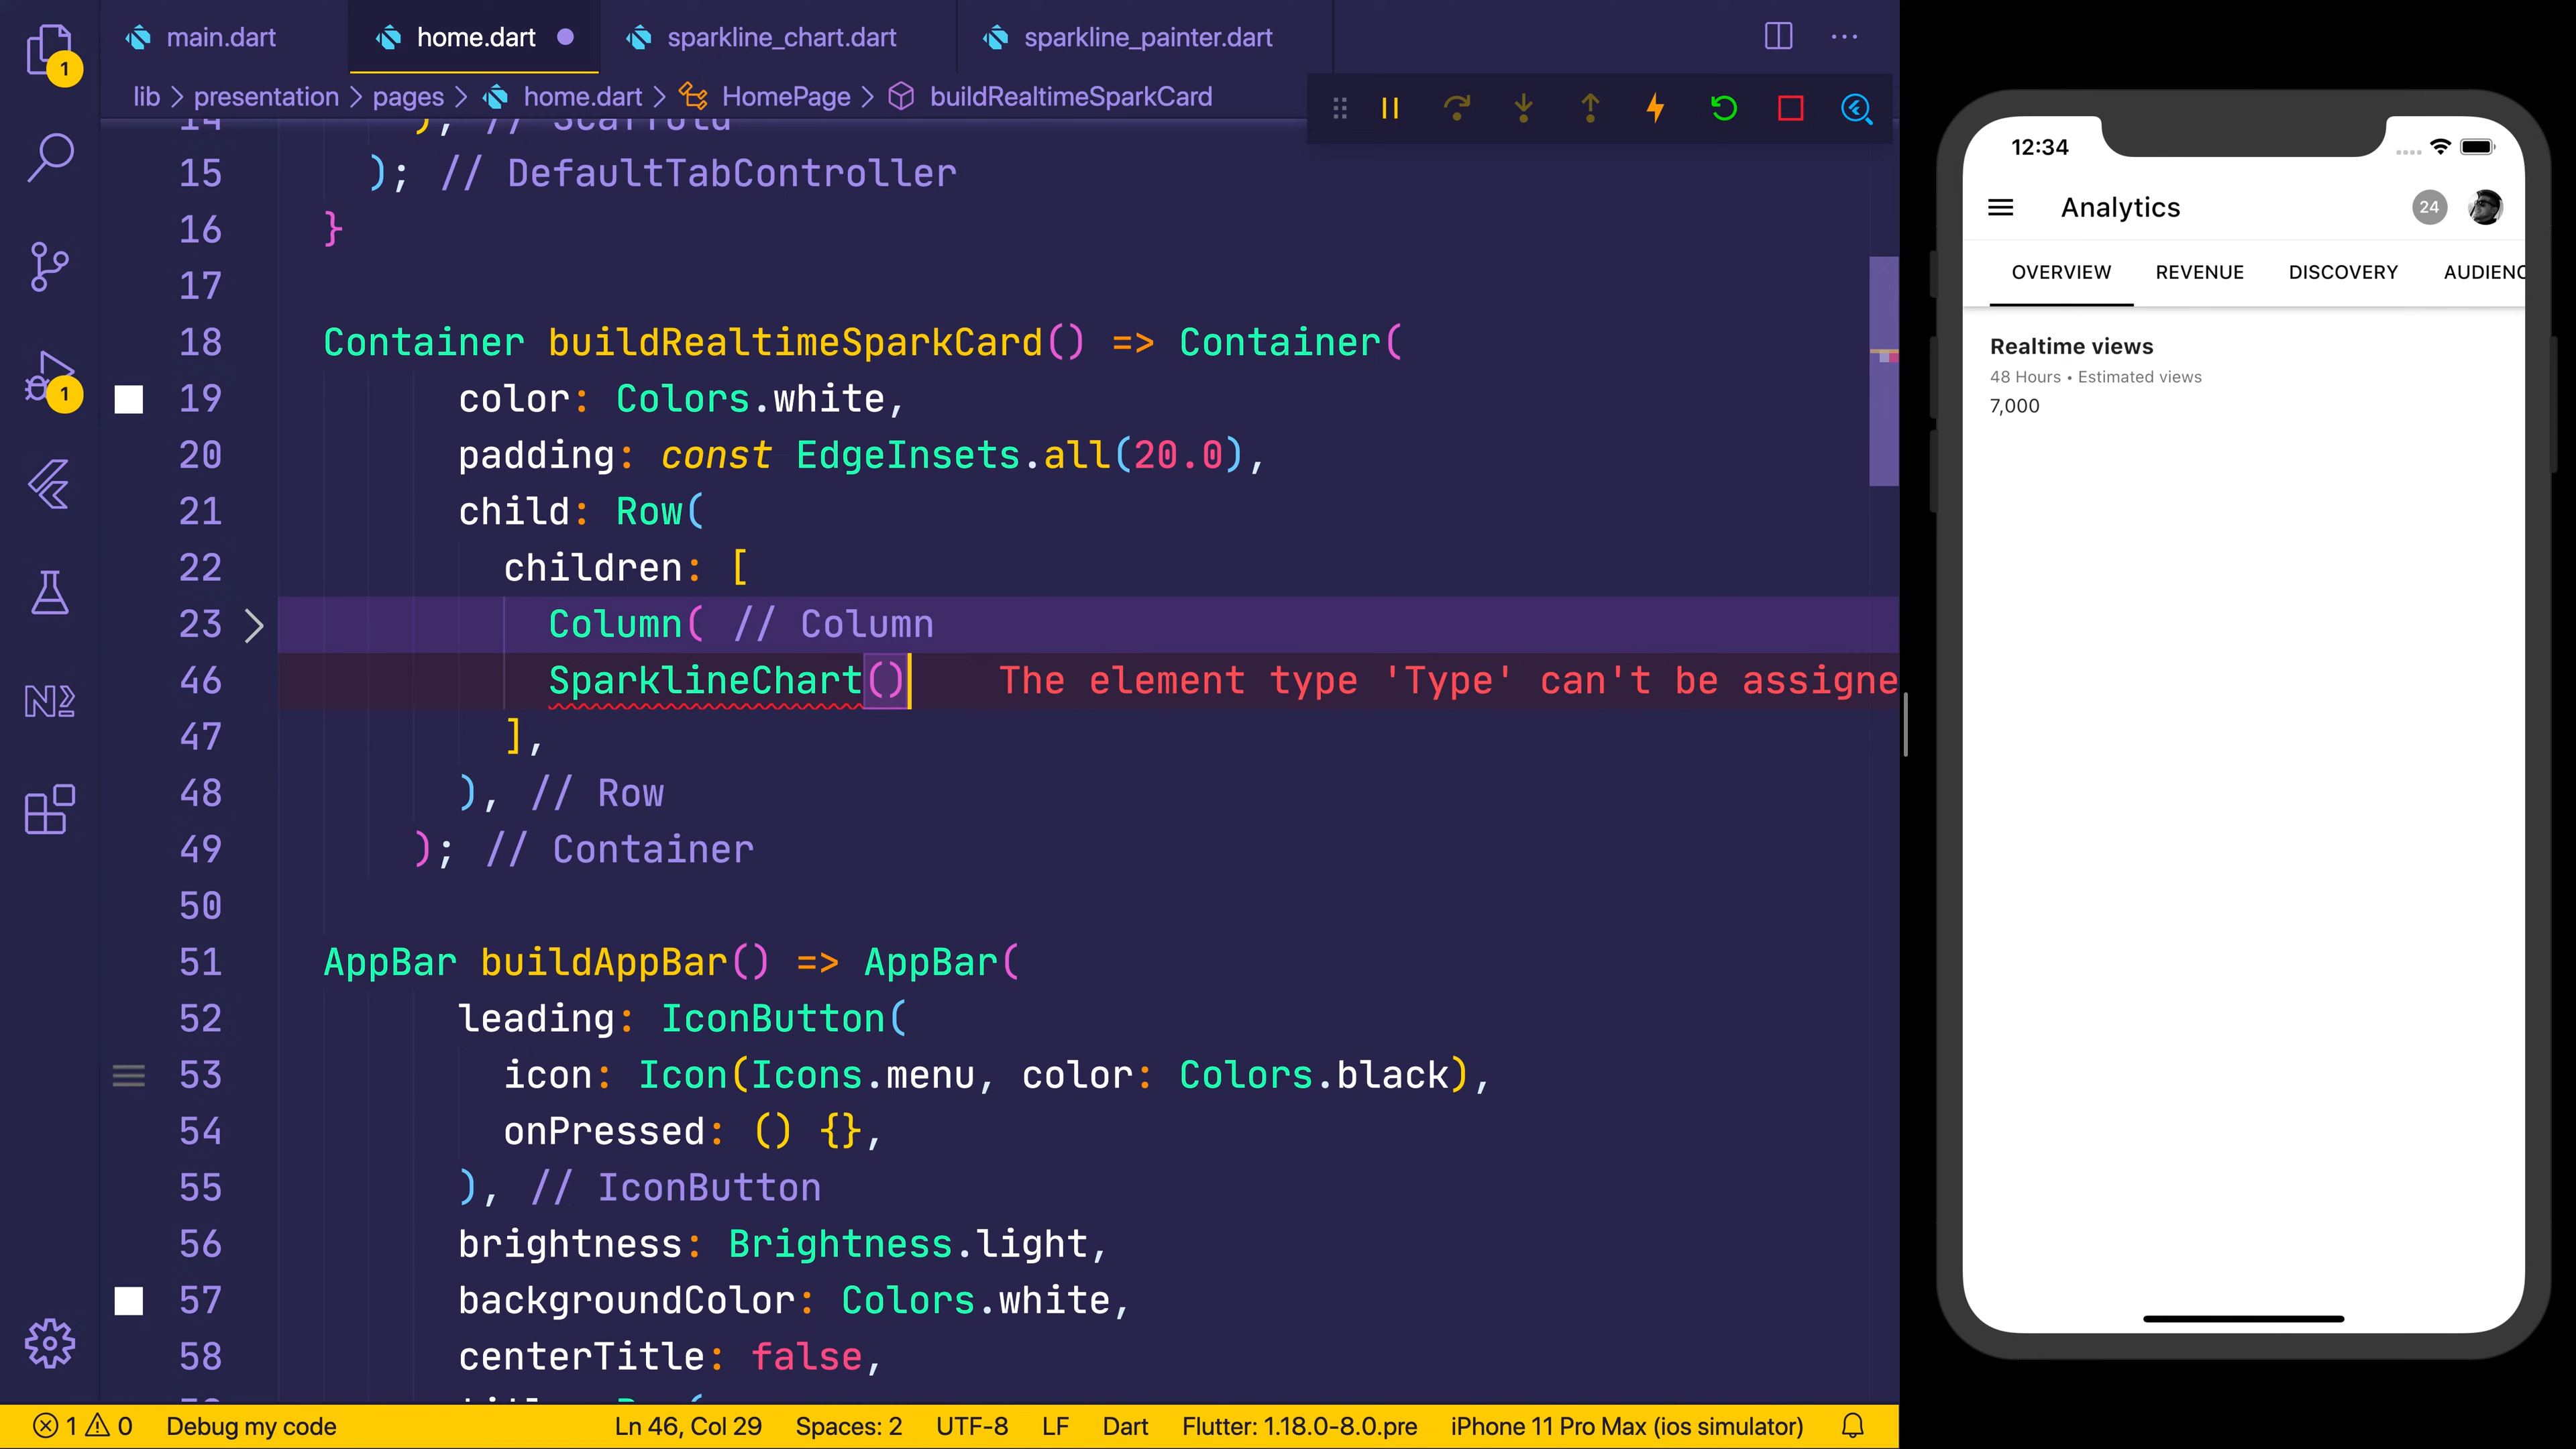 main.dart
home.dart
sparkline_chart.dart
sparkline_painter.dart
lib > presentation > pages > home.dart > HomePage > buildRealtimeSparkCard
14 ), // Scaffold
15 ); // DefaultTabController
16 }
17
18 Container buildRealtimeSparkCard() => Container(
19 color: Colors.white,
20 padding: const EdgeInsets.all(20.0),
21 child: Row(
22 children: [
23 Column( // Column
46 SparklineChart() The element type 'Type' can't be assigne
47 ],
48 ), // Row
49 ); // Container
50
51 AppBar buildAppBar() => AppBar(
52 leading: IconButton(
53 icon: Icon(Icons.menu, color: Colors.black),
54 onPressed: () {},
55 ), // IconButton
56 brightness: Brightness.light,
57 backgroundColor: Colors.white,
58 centerTitle: false,
1
1
1 0 Debug my code Ln 46, Col 29 Spaces: 2 UTF-8 LF Dart Flutter: 1.18.0-8.0.pre iPhone 11 Pro Max (ios simulator)
12:34
Analytics
24
OVERVIEW REVENUE DISCOVERY AUDIENC
Realtime views
48 Hours • Estimated views
7,000